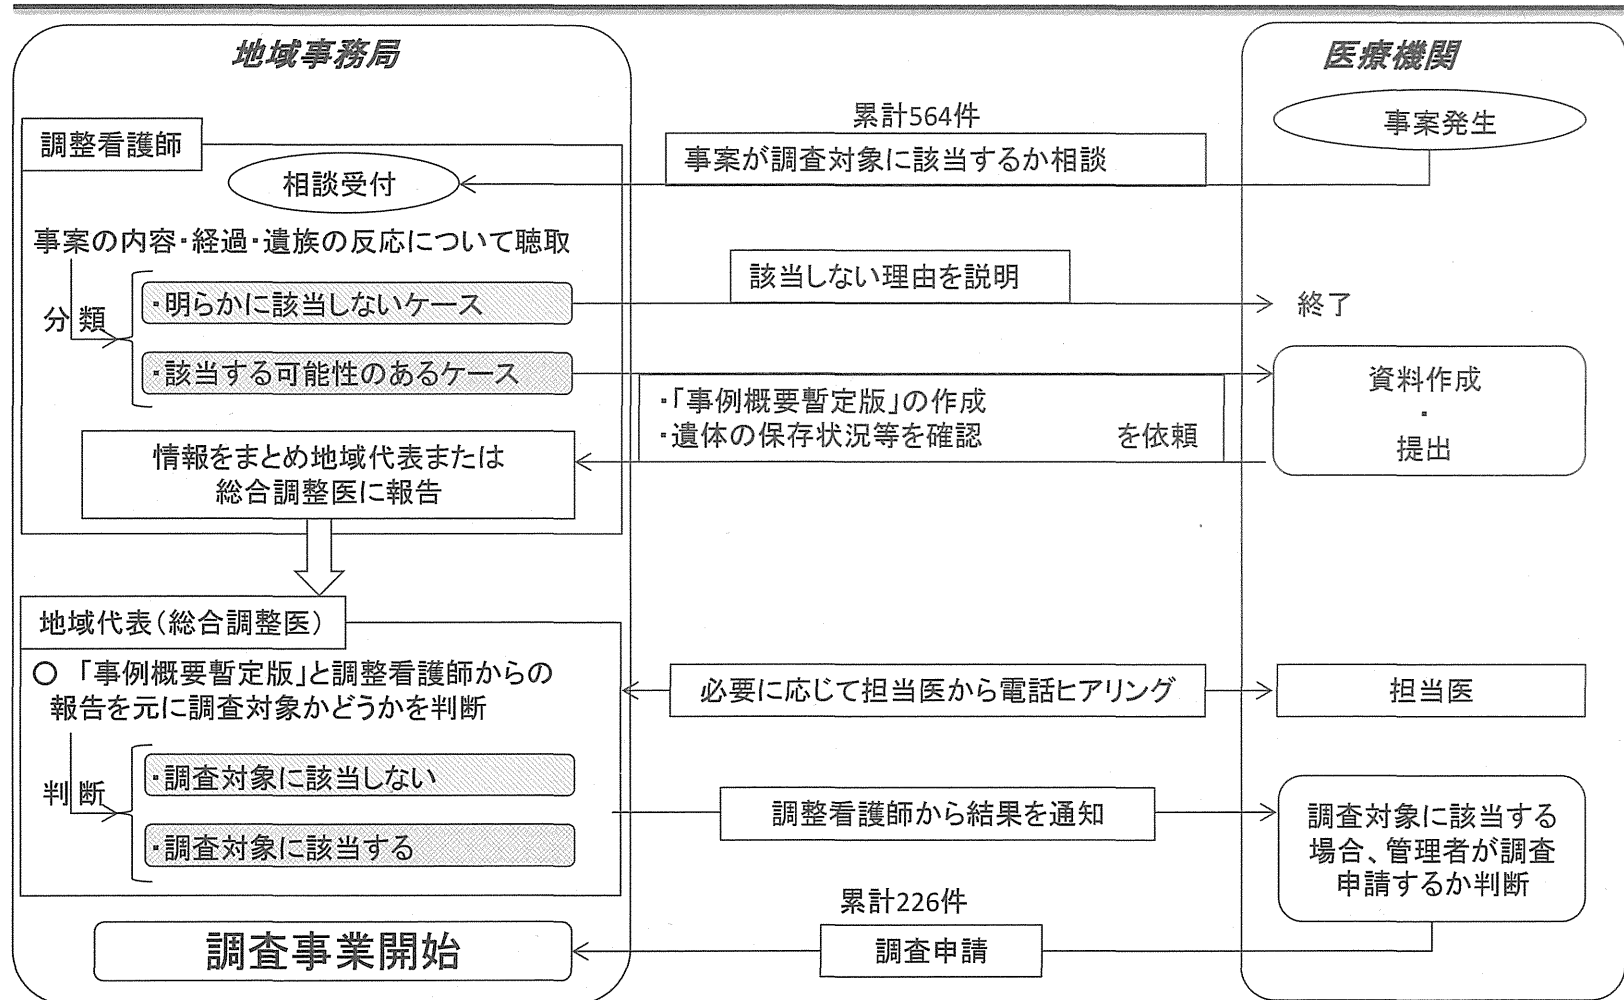 地域事務局
医療機関
調整看護師
相談受付
累計564件
事案が調査対象に該当するか相談
事案発生
事案の内容・経過・遺族の反応について聴取
分類
・明らかに該当しないケース
該当しない理由を説明
終了
・該当する可能性のあるケース
・「事例概要暫定版」の作成
・遺体の保存状況等を確認 を依頼
資料作成
・
提出
情報をまとめ地域代表または
総合調整医に報告
地域代表(総合調整医)
○ 「事例概要暫定版」と調整看護師からの
報告を元に調査対象かどうかを判断
必要に応じて担当医から電話ヒアリング
担当医
判断
・調査対象に該当しない
・調査対象に該当する
調整看護師から結果を通知
調査対象に該当する
場合、管理者が調査
申請するか判断
累計226件
調査申請
調査事業開始